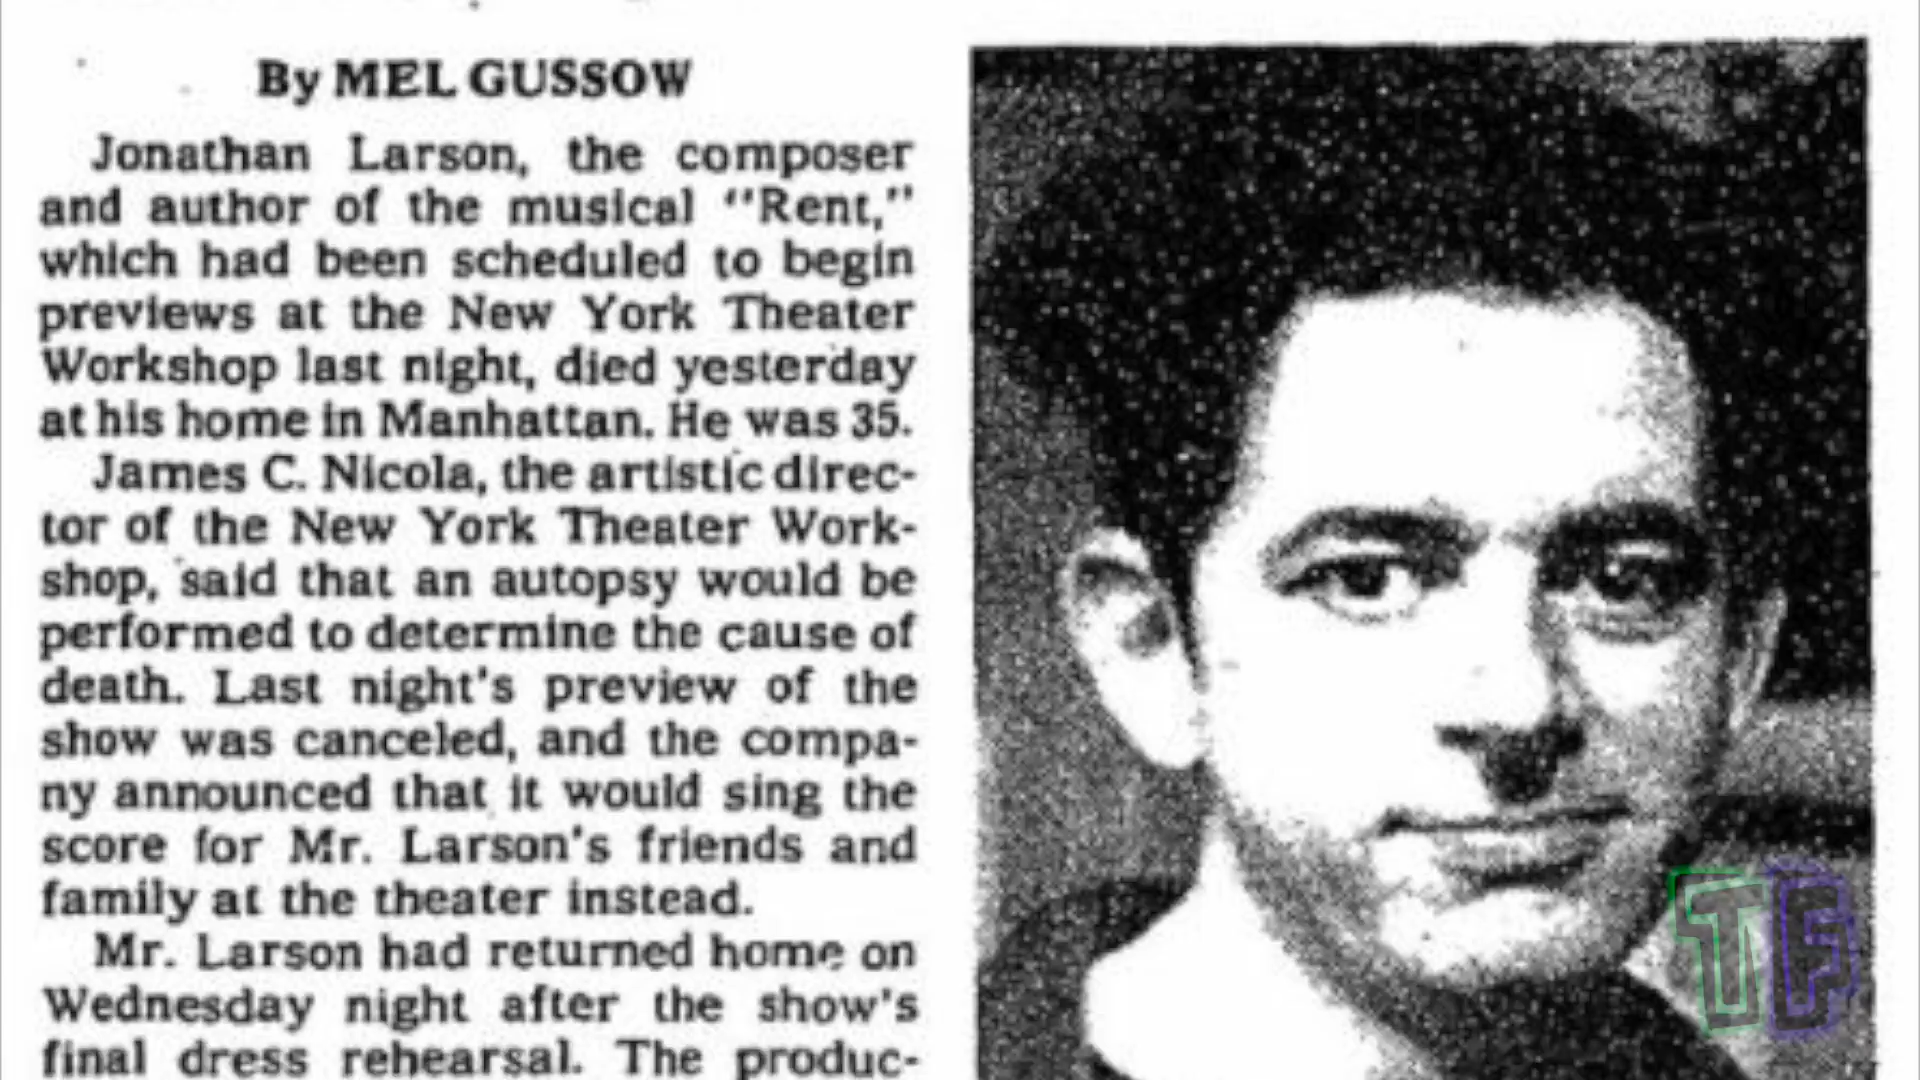 By MEL GUSSOW
Jonathan Larson, the composer
and author of the musical "Rent,"
which had been scheduled to begin
previews at the New York Theater
Workshop last night, died yesterday
at his home in Manhattan. He was 35.
James C. Nicola, the artistic direc-
tor of the New York Theater Work-
shop, said that an autopsy would be
performed to determine the cause of
death. Last night's preview of the
show was canceled, and the compa-
ny announced that it would sing the
score for Mr. Larson's friends and
family at the theater instead.
Mr. Larson had returned home on
Wednesday night after the show's
final dress rehearsal. The produc-
TF